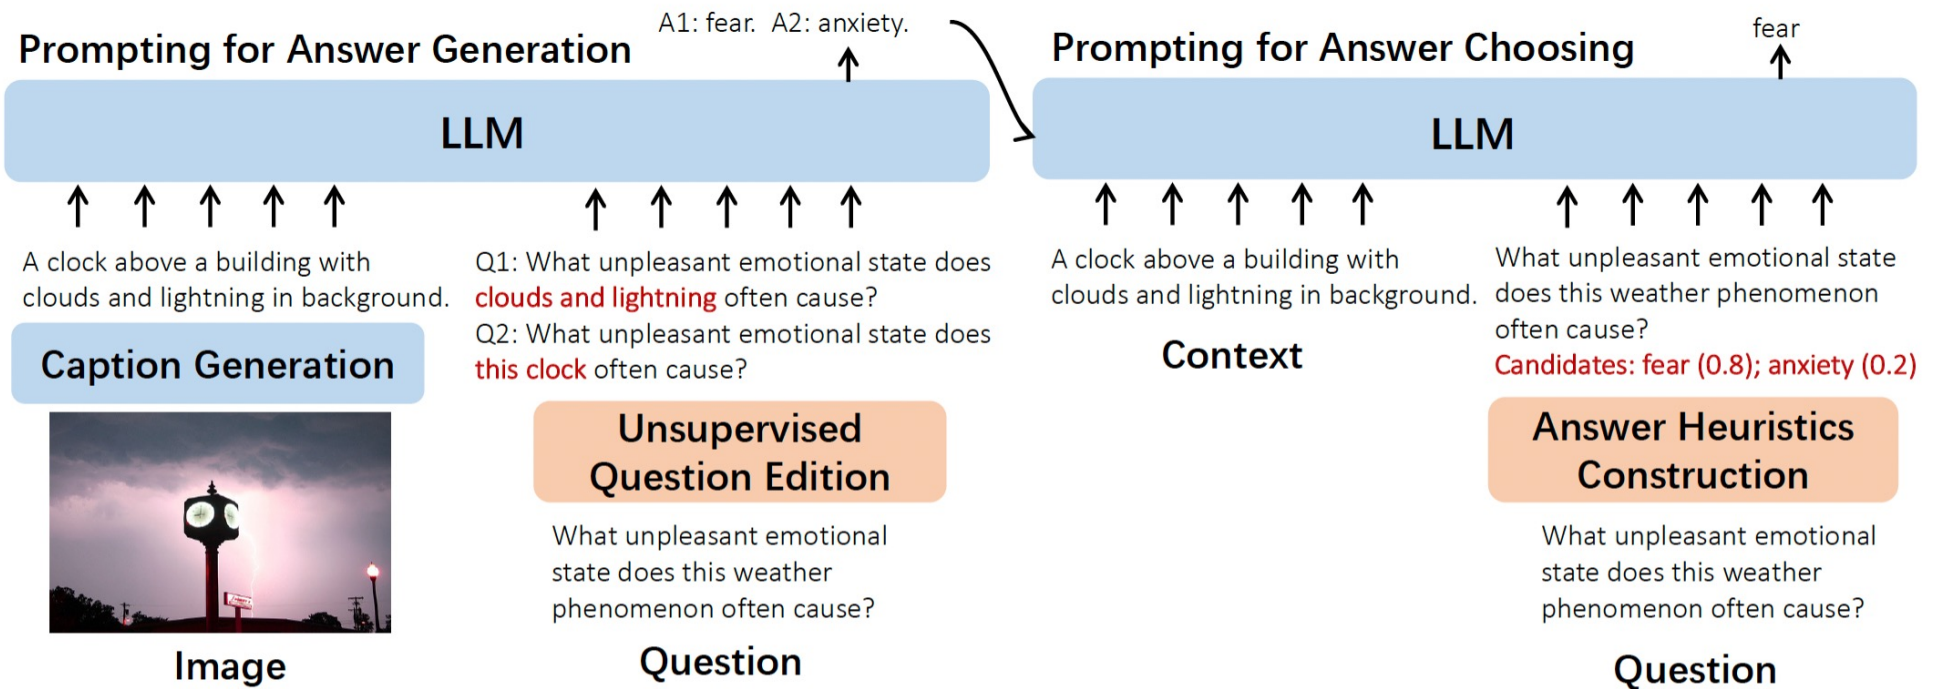 Prompting for Answer Generation
A1: fear. A2: anxiety.
LLM
A clock above a building with
clouds and lightning in background.
Caption Generation
Image
Q1: What unpleasant emotional state does
clouds and lightning often cause?
Q2: What unpleasant emotional state does
this clock often cause?
Unsupervised
Question Edition
What unpleasant emotional
state does this weather
phenomenon often cause?
Question
Prompting for Answer Choosing
fear
LLM
A clock above a building with
clouds and lightning in background.
Context
What unpleasant emotional state
does this weather phenomenon
often cause?
Candidates: fear (0.8); anxiety (0.2)
Answer Heuristics
Construction
What unpleasant emotional
state does this weather
phenomenon often cause?
Question